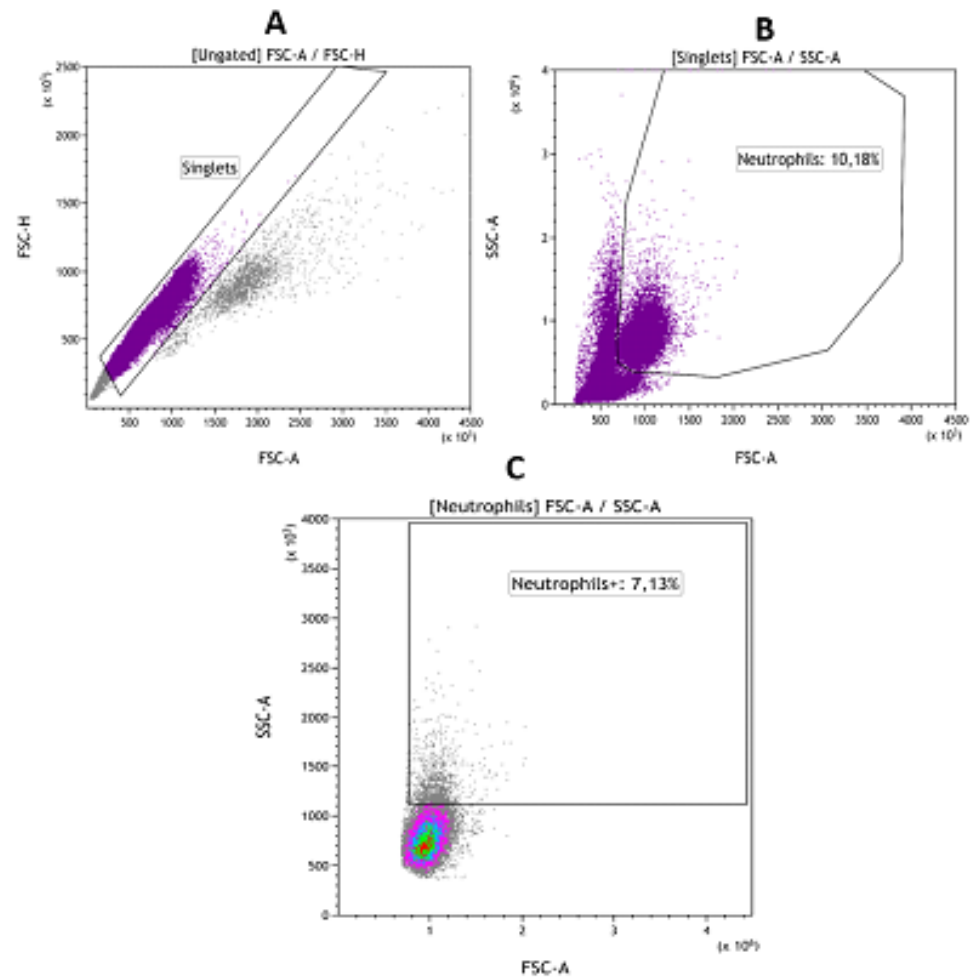 A
[Ungated] FSC-A / FSC-H
(x 10³)
2500
2000
1500
1000
500
FSC-H
Singlets
500 1000 1500 2000 2500 3000 3500 4000 4500
(x 10³)
FSC-A
B
[Singlets] FSC-A / SSC-A
(x 10⁶)
4
3
2
1
0
SSC-A
Neutrophils: 10,18%
500 1000 1500 2000 2500 3000 3500 4000 4500
(x 10³)
FSC-A
C
[Neutrophils] FSC-A / SSC-A
(x 10³)
4000
3500
3000
2500
2000
1500
1000
500
0
SSC-A
Neutrophils+: 7,13%
1 2 3 4
(x 10⁶)
FSC-A